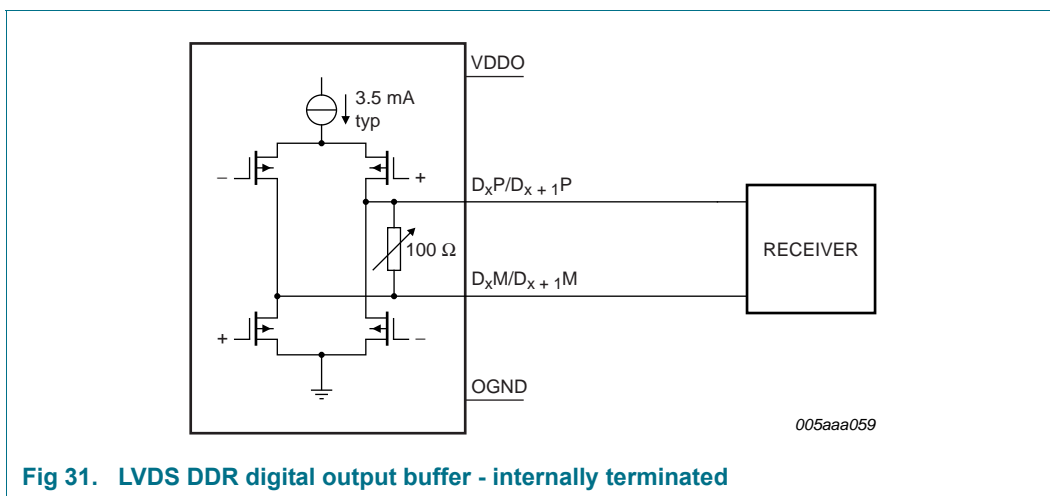 VDDO
3.5 mA
typ
− +
DxP/Dx + 1P
100 Ω
RECEIVER
DxM/Dx + 1M
+ −
OGND
005aaa059
Fig 31. LVDS DDR digital output buffer - internally terminated